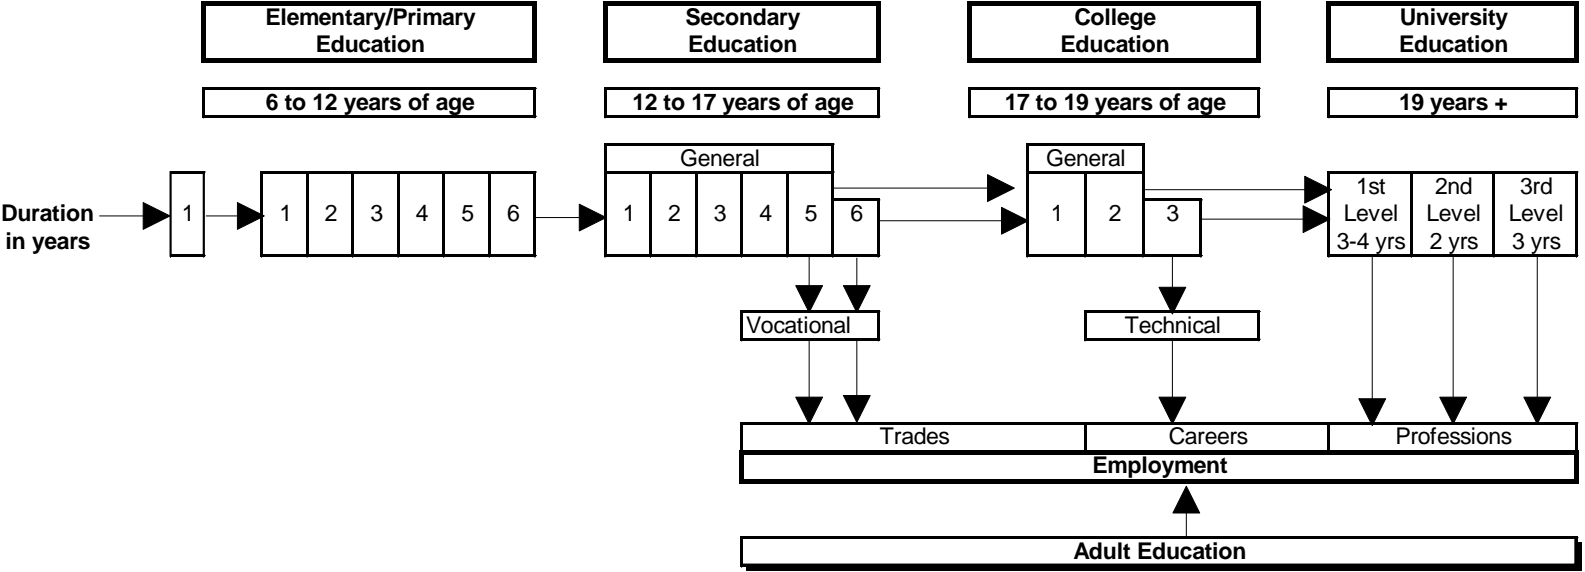 Elementary/Primary
Education
Secondary
Education
College
Education
University
Education
6 to 12 years of age
12 to 17 years of age
17 to 19 years of age
19 years +
General
General
Duration
in years
1
1 2 3 4 5 6
1 2 3 4 5 6
1 2 3
1st
Level
3-4 yrs
2nd
Level
2 yrs
3rd
Level
3 yrs
Vocational
Technical
Trades
Careers
Professions
Employment
Adult Education